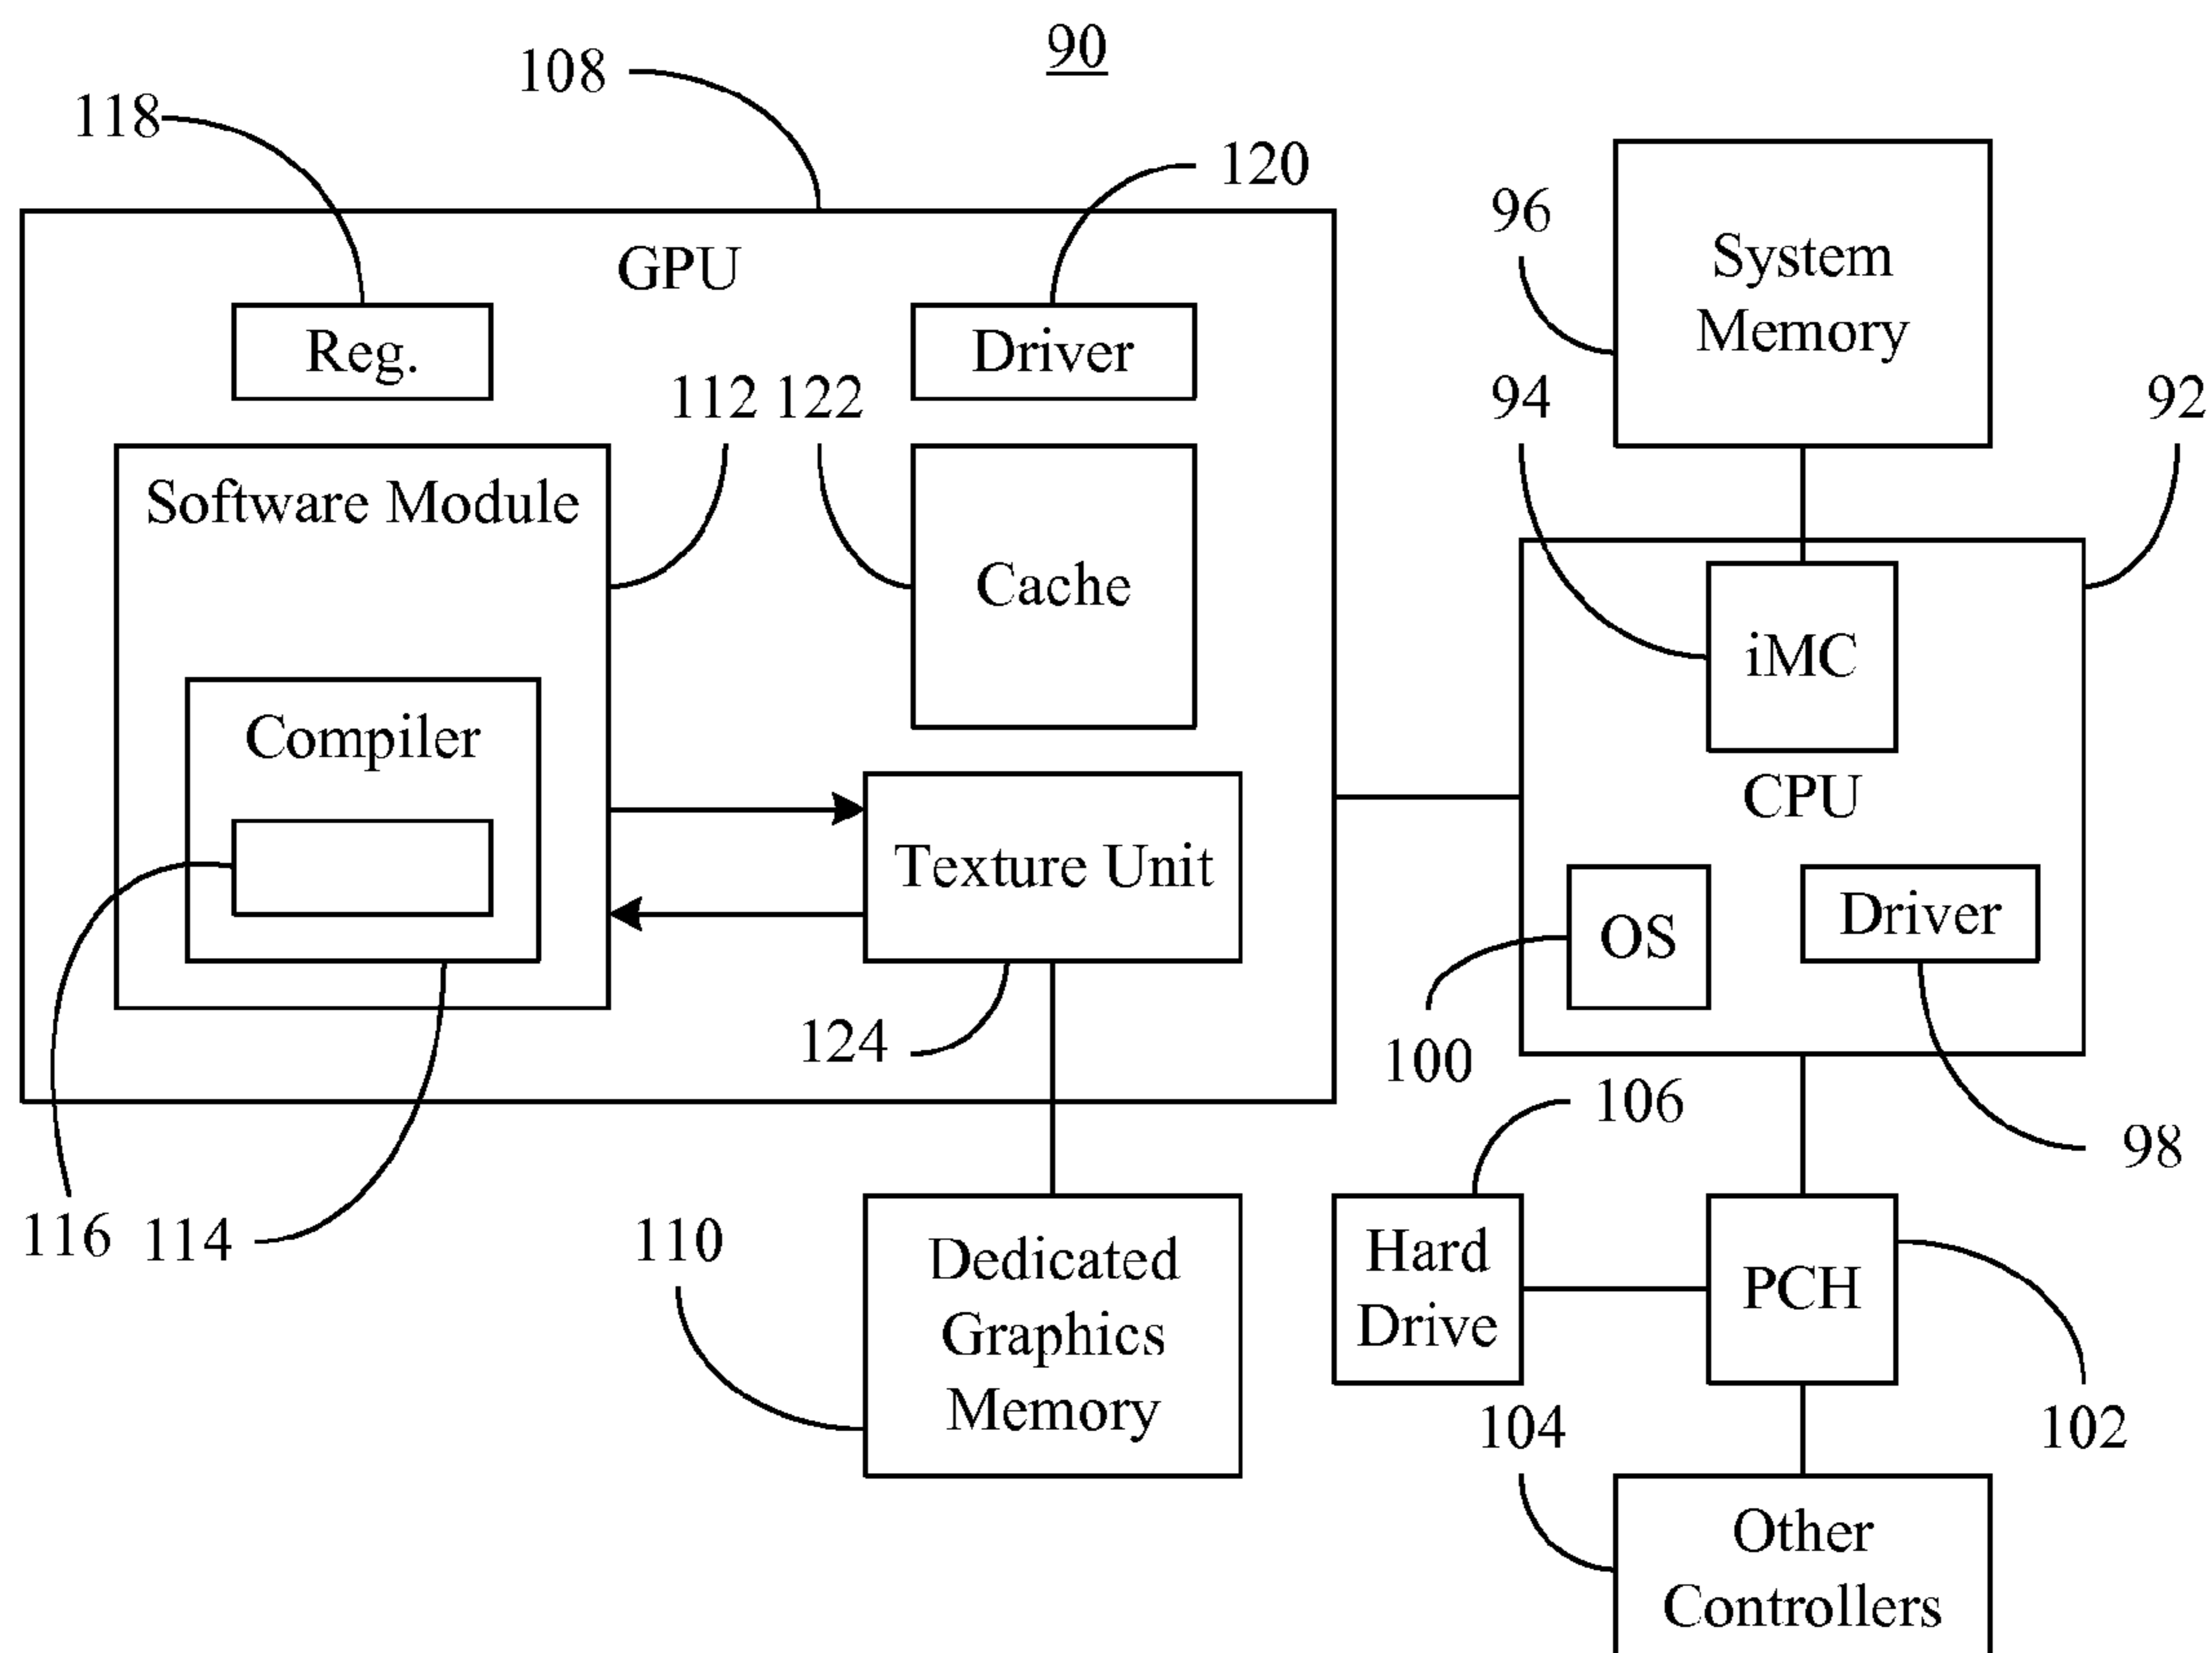 90
108
118
120
GPU
96
System
Memory
Reg.
Driver
112
122
94
92
Software Module
Cache
iMC
Compiler
CPU
Texture Unit
OS
Driver
124
100
106
98
116
114
110
Dedicated
Graphics
Memory
Hard
Drive
PCH
104
102
Other
Controllers